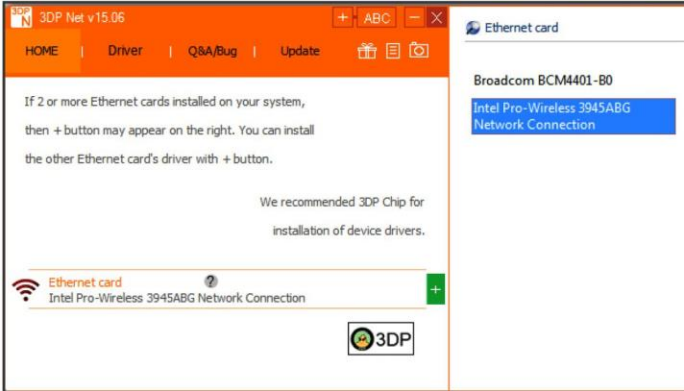 3DP
N
3DP Net v15.06
+ ABC — X
HOME | Driver | Q&A/Bug | Update
If 2 or more Ethernet cards installed on your system,
then + button may appear on the right. You can install
the other Ethernet card's driver with + button.
We recommended 3DP Chip for
installation of device drivers.
Ethernet card ?
Intel Pro-Wireless 3945ABG Network Connection
+
3DP
Ethernet card
Broadcom BCM4401-B0
Intel Pro-Wireless 3945ABG
Network Connection